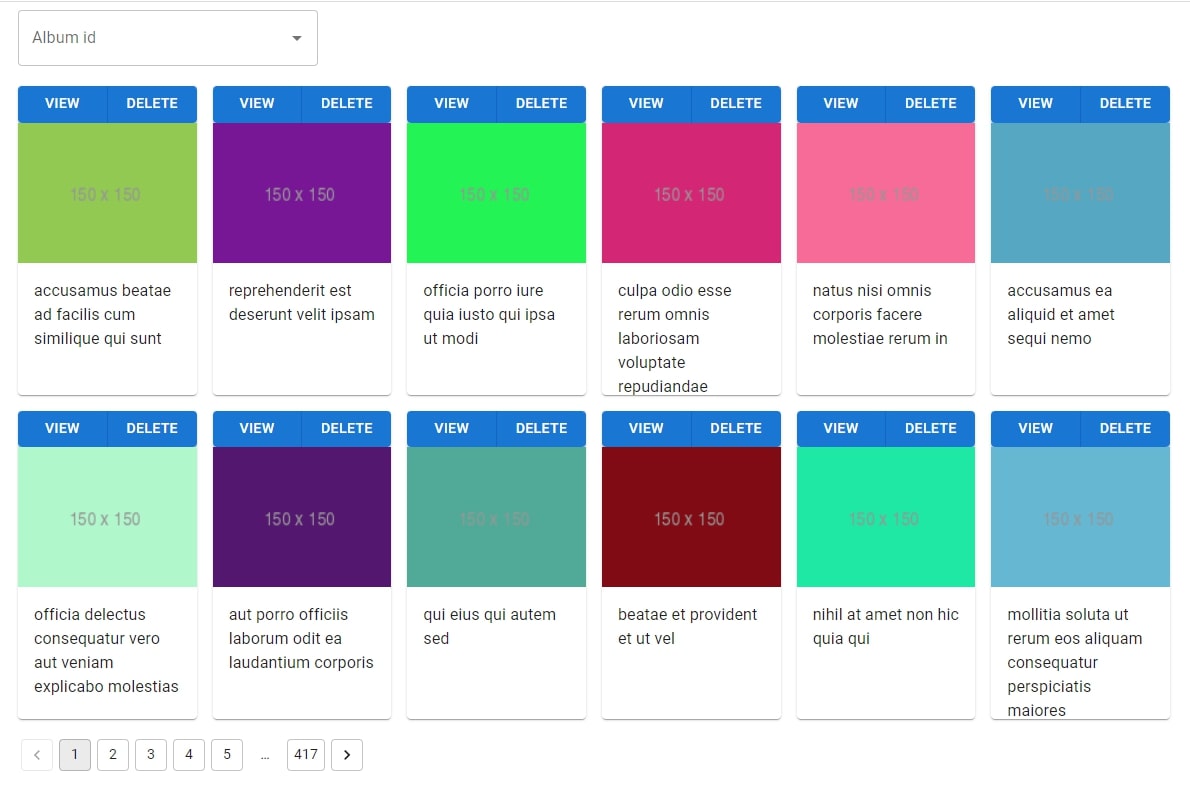 Album id
VIEW DELETE VIEW DELETE VIEW DELETE VIEW DELETE VIEW DELETE VIEW DELETE
150 x 150 150 x 150 150 x 150 150 x 150 150 x 150 150 x 150
accusamus beatae
ad facilis cum
similique qui sunt
reprehenderit est
deserunt velit ipsam
officia porro iure
quia iusto qui ipsa
ut modi
culpa odio esse
rerum omnis
laboriosam
voluptate
repudiandae
natus nisi omnis
corporis facere
molestiae rerum in
accusamus ea
aliquid et amet
sequi nemo
VIEW DELETE VIEW DELETE VIEW DELETE VIEW DELETE VIEW DELETE VIEW DELETE
150 x 150 150 x 150 150 x 150 150 x 150 150 x 150 150 x 150
officia delectus
consequatur vero
aut veniam
explicabo molestias
aut porro officiis
laborum odit ea
laudantium corporis
qui eius qui autem
sed
beatae et provident
et ut vel
nihil at amet non hic
quia qui
mollitia soluta ut
rerum eos aliquam
consequatur
perspiciatis
maiores
1 2 3 4 5 … 417